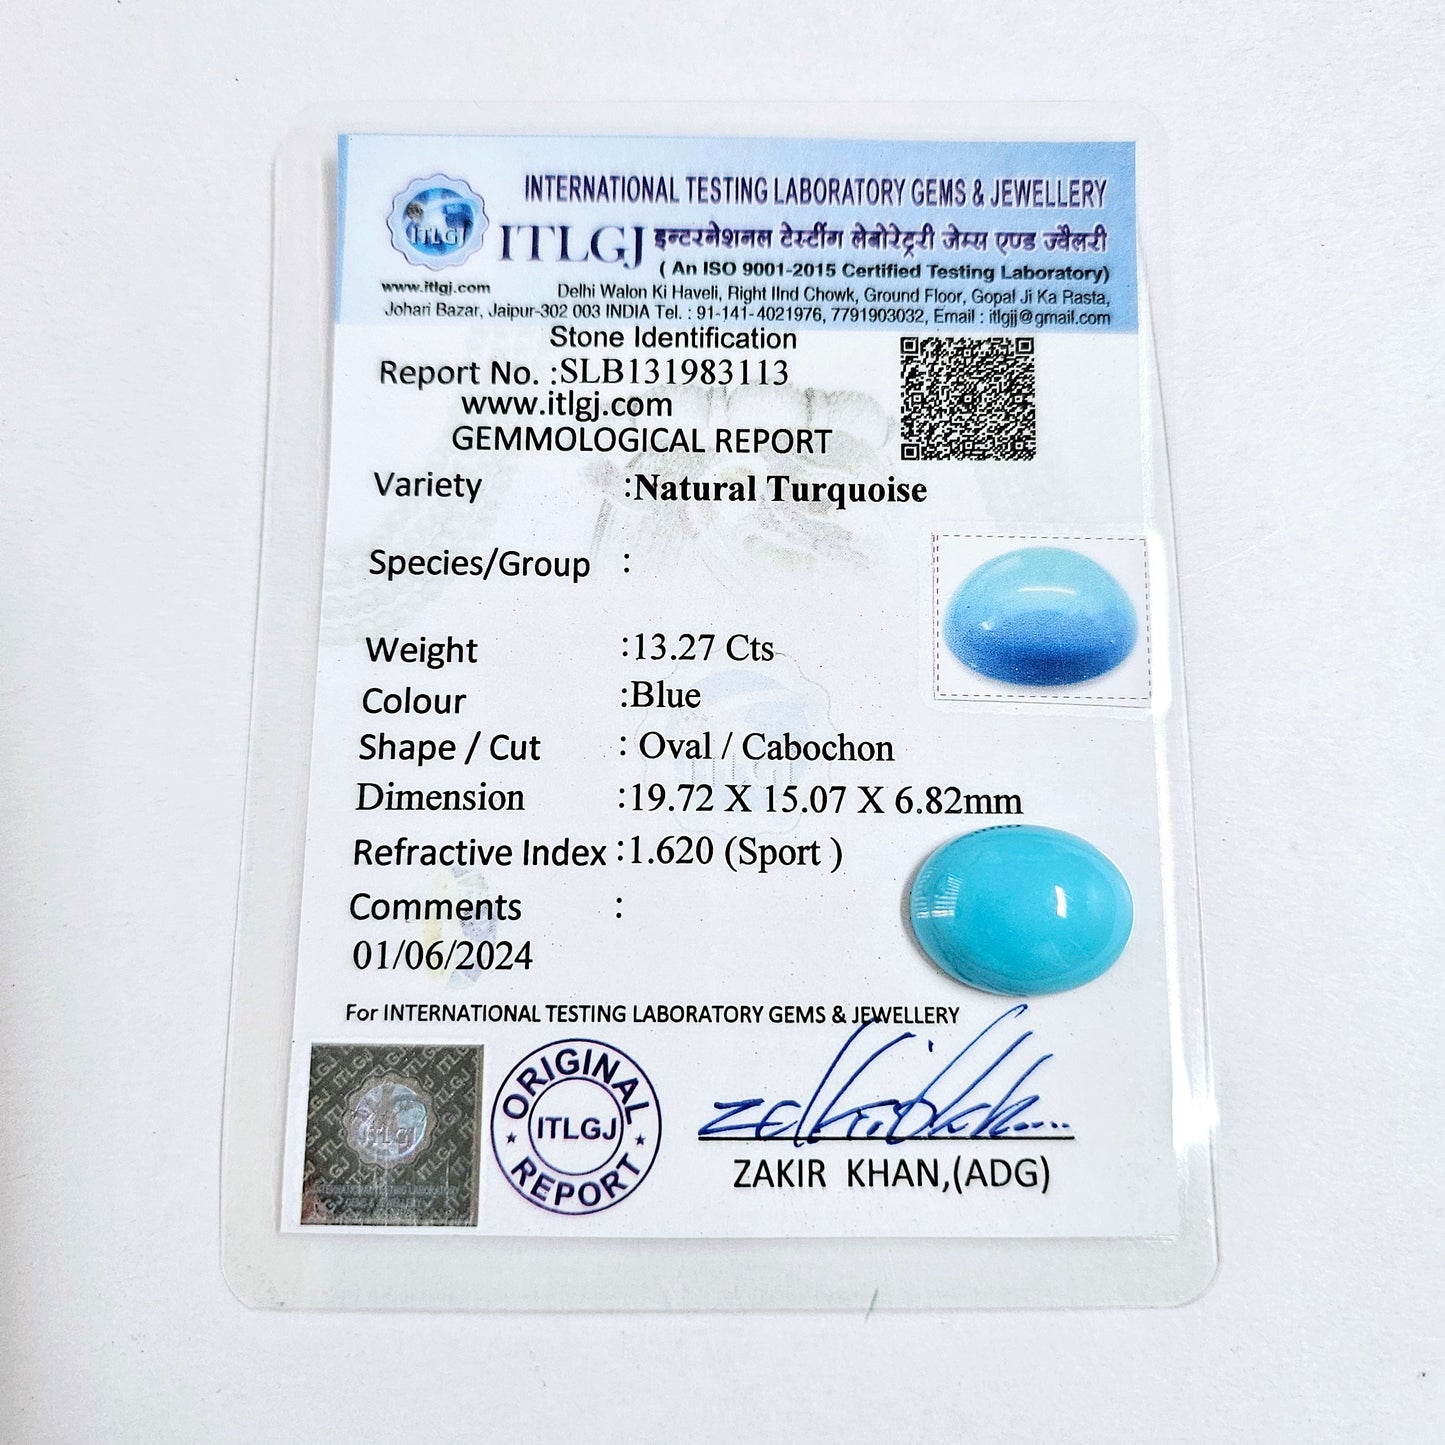 INTERNATIONAL TESTING LABORATORY GEMS & JEWELLERY
ITLGJ
ITLGJ इन्टरनेशनल टेस्टींग लेबोरेट्ररी जेम्स एण्ड ज्वैलरी
( An ISO 9001-2015 Certified Testing Laboratory)
www.itlgj.com Delhi Walon Ki Haveli, Right IInd Chowk, Ground Floor, Gopal Ji Ka Rasta,
Johari Bazar, Jaipur-302 003 INDIA Tel. : 91-141-4021976, 7791903032, Email : itlgjj@gmail.com
Stone Identification
Report No. :SLB131983113
www.itlgj.com
GEMMOLOGICAL REPORT
Variety :Natural Turquoise
Species/Group :
Weight :13.27 Cts
Colour :Blue
Shape / Cut : Oval / Cabochon
Dimension :19.72 X 15.07 X 6.82mm
Refractive Index :1.620 (Sport )
Comments :
01/06/2024
For INTERNATIONAL TESTING LABORATORY GEMS & JEWELLERY
ITLGJ
ORIGINAL
ITLGJ
REPORT
ZAKIR KHAN,(ADG)